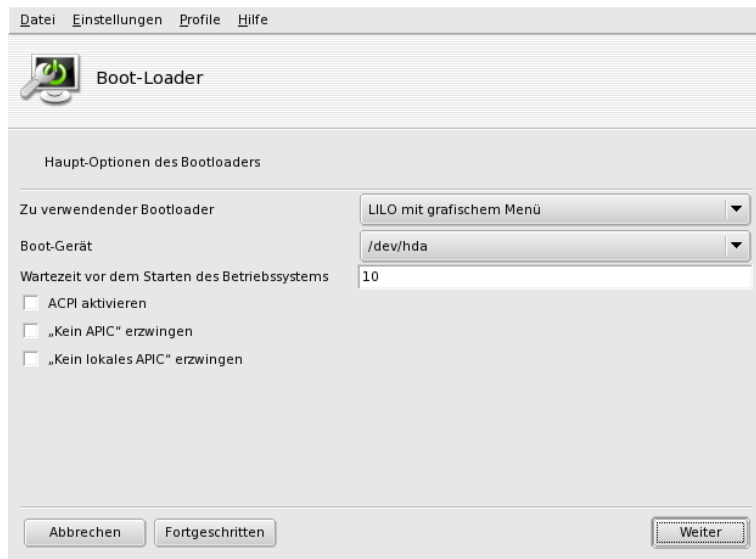 Datei Einstellungen Profile Hilfe
Boot-Loader
Haupt-Optionen des Bootloaders
Zu verwendender Bootloader LILO mit grafischem Menü
Boot-Gerät /dev/hda
Wartezeit vor dem Starten des Betriebssystems 10
ACPI aktivieren
„Kein APIC“ erzwingen
„Kein lokales APIC“ erzwingen
Abbrechen Fortgeschritten Weiter